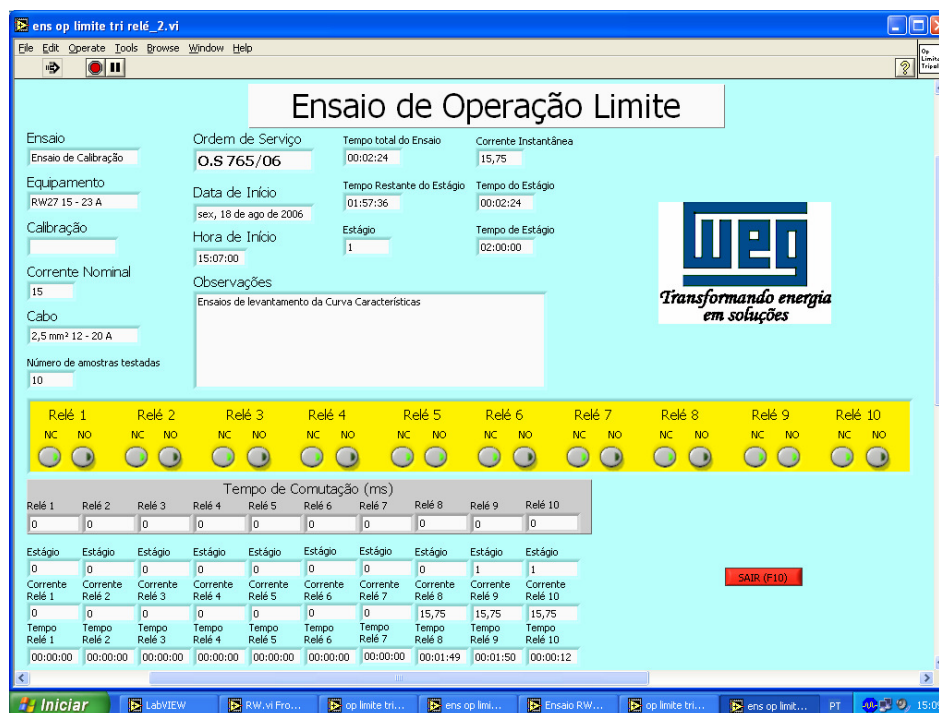 ens op limite tri relé_2.vi
File Edit Operate Tools Browse Window Help
Op
Limite
Tripol
Ensaio de Operação Limite
Ensaio
Ensaio de Calibração
Equipamento
RW27 15 - 23 A
Calibração
Corrente Nominal
15
Cabo
2,5 mm² 12 - 20 A
Número de amostras testadas
10
Ordem de Serviço
O.S 765/06
Data de Início
sex, 18 de ago de 2006
Hora de Início
15:07:00
Observações
Ensaios de levantamento da Curva Características
Tempo total do Ensaio
00:02:24
Tempo Restante do Estágio
01:57:36
Estágio
1
Corrente Instantânea
15,75
Tempo do Estágio
00:02:24
Tempo de Estágio
02:00:00
weg
Transformando energia
em soluções
Relé 1 Relé 2 Relé 3 Relé 4 Relé 5 Relé 6 Relé 7 Relé 8 Relé 9 Relé 10
NC NO NC NO NC NO NC NO NC NO NC NO NC NO NC NO NC NO NC NO
Tempo de Comutação (ms)
Relé 1 Relé 2 Relé 3 Relé 4 Relé 5 Relé 6 Relé 7 Relé 8 Relé 9 Relé 10
0 0 0 0 0 0 0 0 0 0
Estágio Estágio Estágio Estágio Estágio Estágio Estágio Estágio Estágio Estágio
0 0 0 0 0 0 0 0 1 1
Corrente Corrente Corrente Corrente Corrente Corrente Corrente Corrente Corrente Corrente
Relé 1 Relé 2 Relé 3 Relé 4 Relé 5 Relé 6 Relé 7 Relé 8 Relé 9 Relé 10
0 0 0 0 0 0 0 15,75 15,75 15,75
Tempo Tempo Tempo Tempo Tempo Tempo Tempo Tempo Tempo Tempo
Relé 1 Relé 2 Relé 3 Relé 4 Relé 5 Relé 6 Relé 7 Relé 8 Relé 9 Relé 10
00:00:00 00:00:00 00:00:00 00:00:00 00:00:00 00:00:00 00:00:00 00:01:49 00:01:50 00:00:12
SAIR (F10)
Iniciar LabVIEW RW.vi Fro... op limite tri... ens op limi... Ensaio RW... op limite tri... ens op limit... PT 15:09